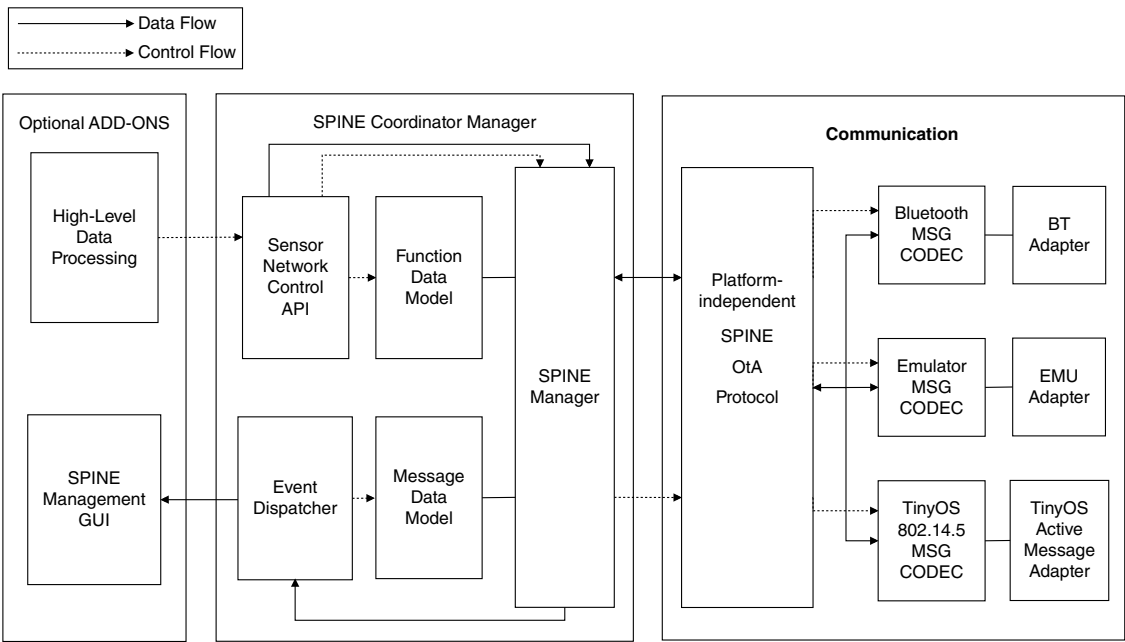 Data Flow
Control Flow
Optional ADD-ONS
High-Level
Data
Processing
SPINE
Management
GUI
SPINE Coordinator Manager
Sensor
Network
Control
API
Function
Data
Model
Event
Dispatcher
Message
Data
Model
SPINE
Manager
Communication
Platform-
independent
SPINE
OtA
Protocol
Bluetooth
MSG
CODEC
BT
Adapter
Emulator
MSG
CODEC
EMU
Adapter
TinyOS
802.14.5
MSG
CODEC
TinyOS
Active
Message
Adapter